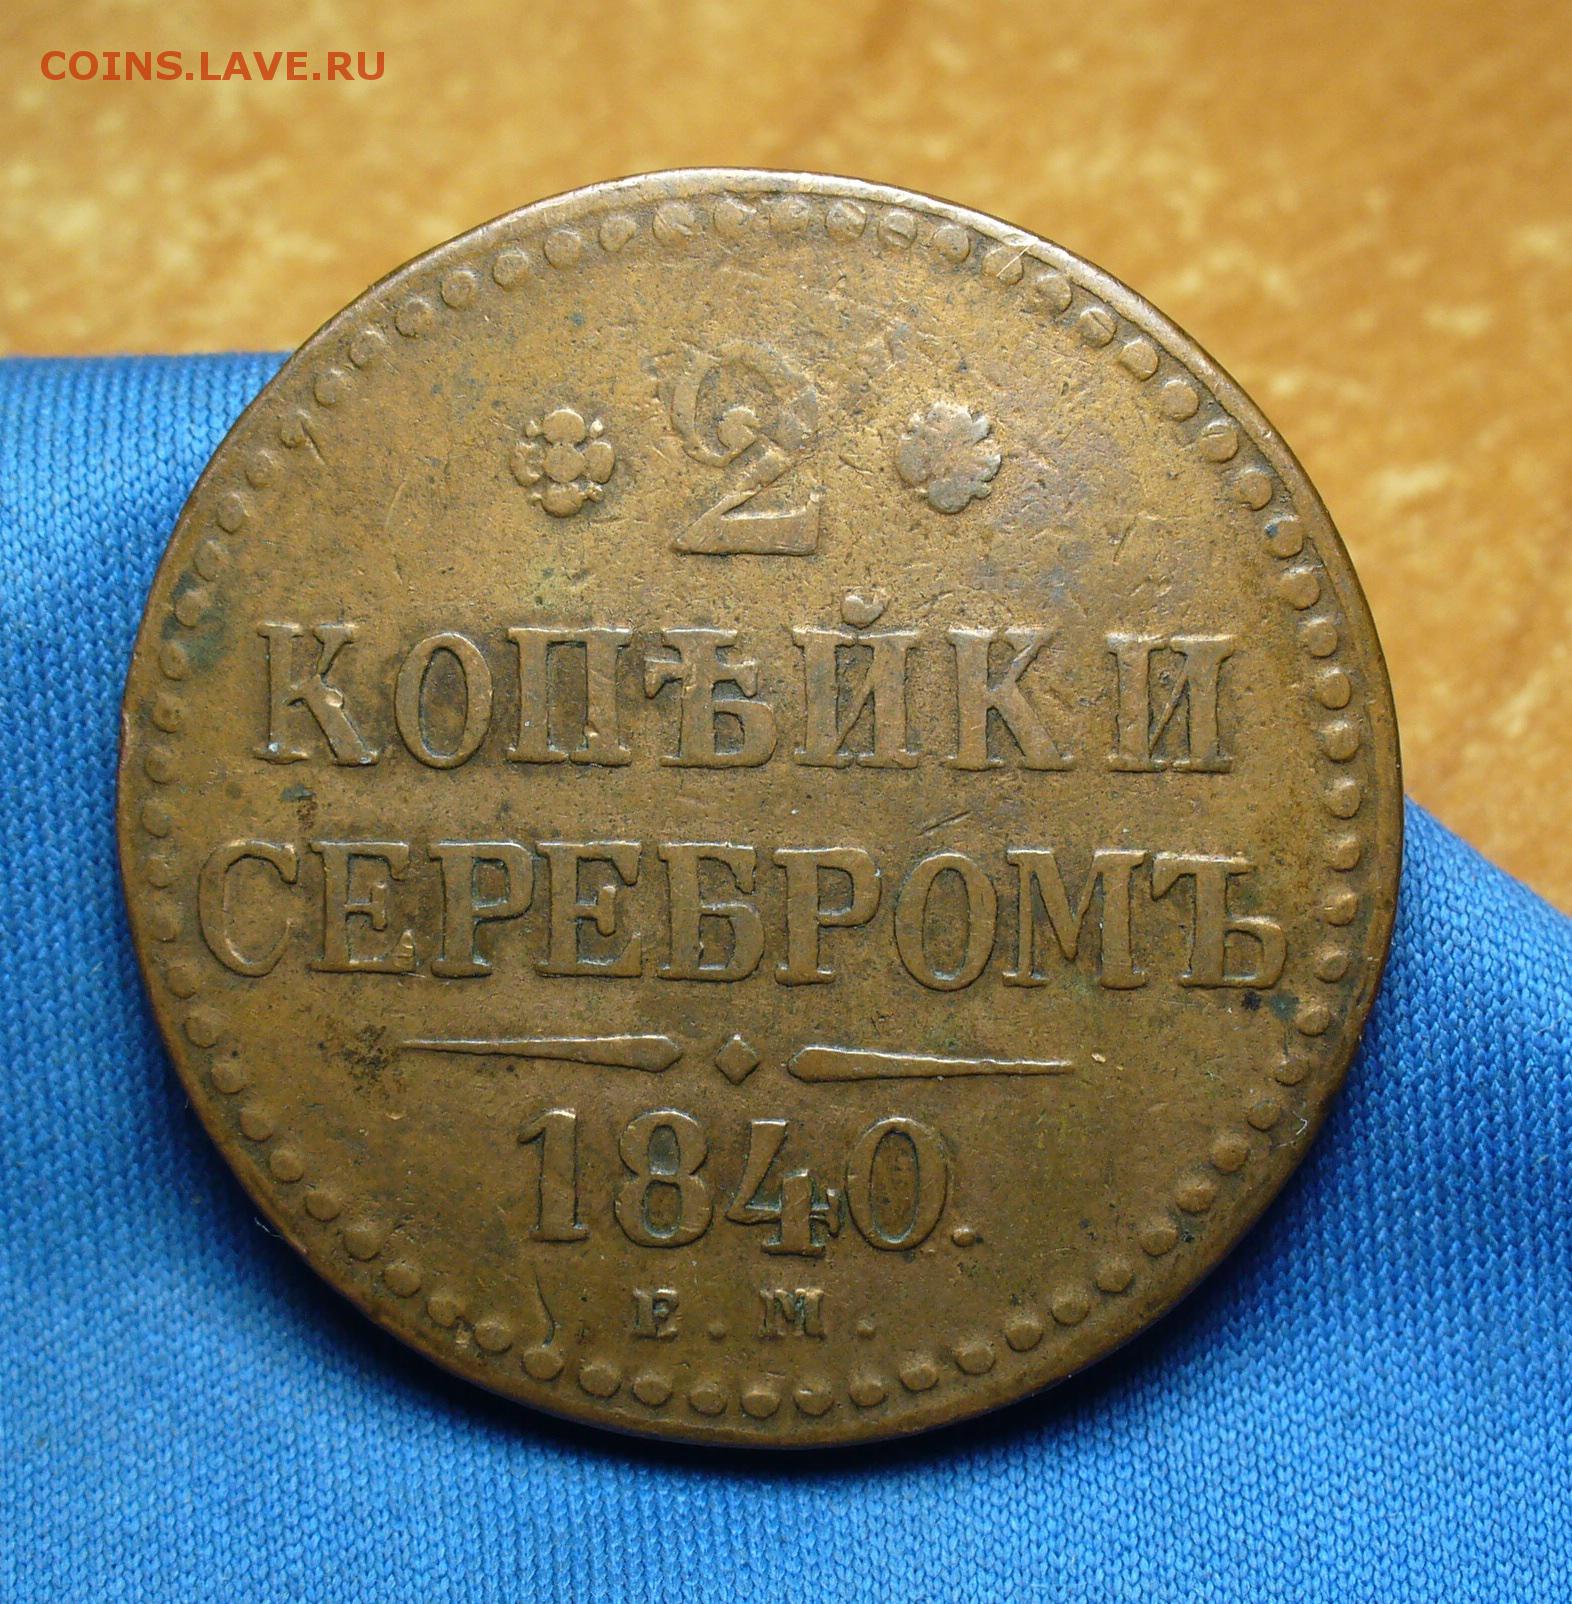 COINS.LAVE.RU
* 2 *
КОПѢЙКИ
СЕРЕБРОМЪ
1840.
Е.М.